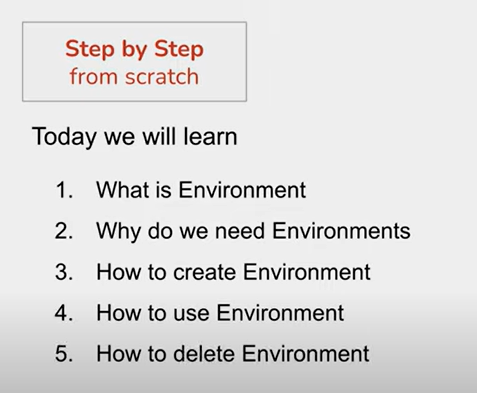 Step by Step
from scratch
Today we will learn
1. What is Environment
2. Why do we need Environments
3. How to create Environment
4. How to use Environment
5. How to delete Environment